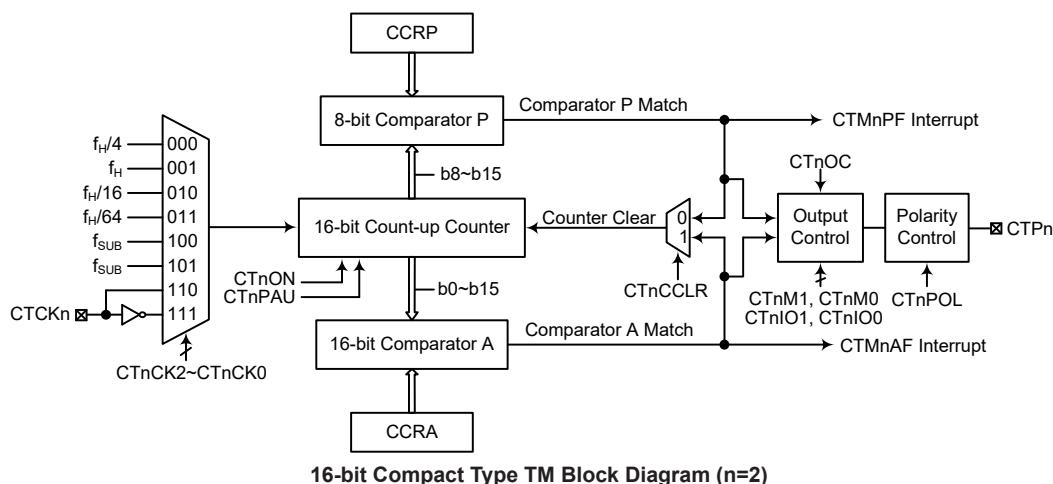 CCRP
8-bit Comparator P
Comparator P Match
CTMnPF Interrupt
b8~b15
fH/4
000
fH
001
fH/16
010
fH/64
011
fSUB
100
fSUB
101
110
111
CTCKn
CTnCK2~CTnCK0
16-bit Count-up Counter
CTnON
CTnPAU
Counter Clear
0
1
CTnCCLR
CTnOC
Output
Control
Polarity
Control
CTPn
CTnM1, CTnM0
CTnIO1, CTnIO0
CTnPOL
b0~b15
16-bit Comparator A
Comparator A Match
CTMnAF Interrupt
CCRA
16-bit Compact Type TM Block Diagram (n=2)